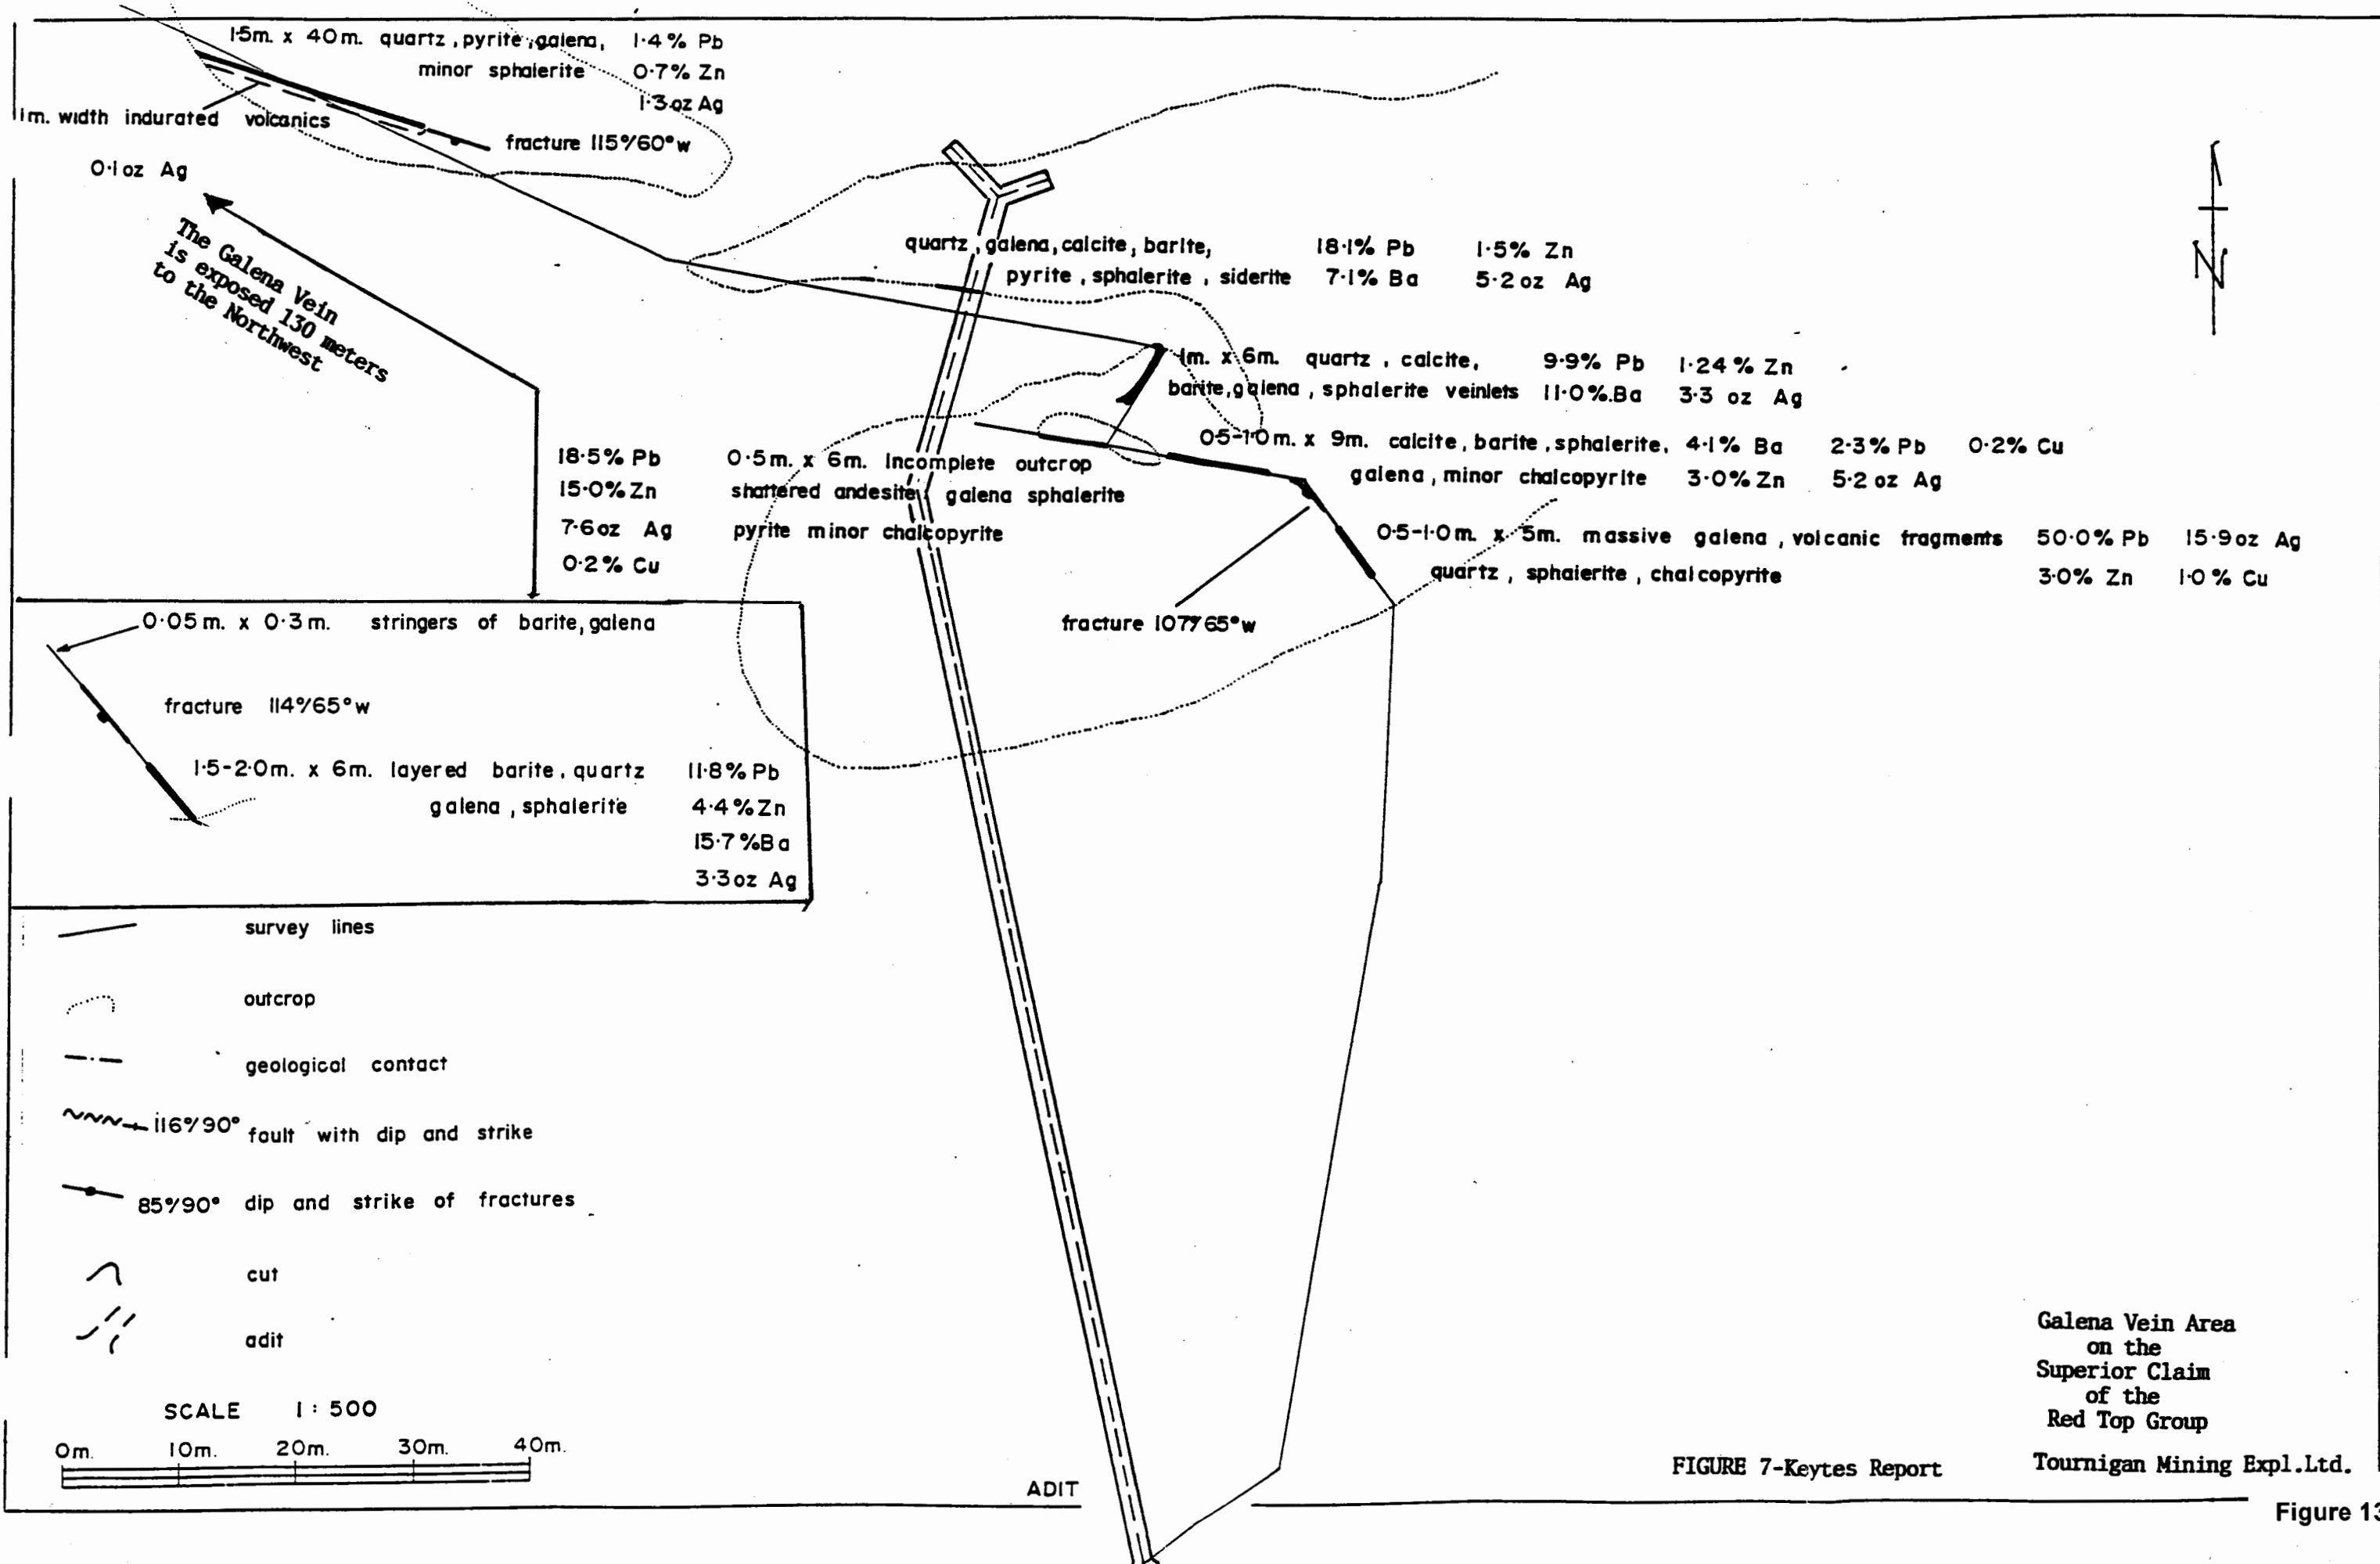 1·5m. x 40m. quartz, pyrite, galena, 1·4% Pb
minor sphalerite 0·7% Zn
1·3 oz Ag
1m. width indurated volcanics
fracture 115°/60°w
0·1oz Ag
The Galena Vein
is exposed 130 meters
to the Northwest
N
quartz, galena, calcite, barite, 18·1% Pb 1·5% Zn
pyrite, sphalerite, siderite 7·1% Ba 5·2 oz Ag
1m. x 6m. quartz, calcite, 9·9% Pb 1·24% Zn
barite, galena, sphalerite veinlets 11·0% Ba 3·3 oz Ag
0·5-1·0m. x 9m. calcite, barite, sphalerite, 4·1% Ba 2·3% Pb 0·2% Cu
galena, minor chalcopyrite 3·0% Zn 5·2 oz Ag
18·5% Pb 0·5m. x 6m. Incomplete outcrop
15·0% Zn shattered andesite galena sphalerite
7·6oz Ag pyrite minor chalcopyrite
0·2% Cu
0·5-1·0m. x 5m. massive galena, volcanic fragments 50·0% Pb 15·9oz Ag
quartz, sphalerite, chalcopyrite 3·0% Zn 1·0% Cu
fracture 107°/65°w
0·05m. x 0·3m. stringers of barite, galena
fracture 114°/65°w
1·5-2·0m. x 6m. layered barite, quartz 11·8% Pb
galena, sphalerite 4·4% Zn
15·7% Ba
3·3oz Ag
survey lines
outcrop
geological contact
116°/90° fault with dip and strike
85°/90° dip and strike of fractures
cut
adit
SCALE 1 : 500
0m. 10m. 20m. 30m. 40m.
ADIT
Galena Vein Area
on the
Superior Claim
of the
Red Top Group
FIGURE 7-Keytes Report Tournigan Mining Expl.Ltd.
Figure 13